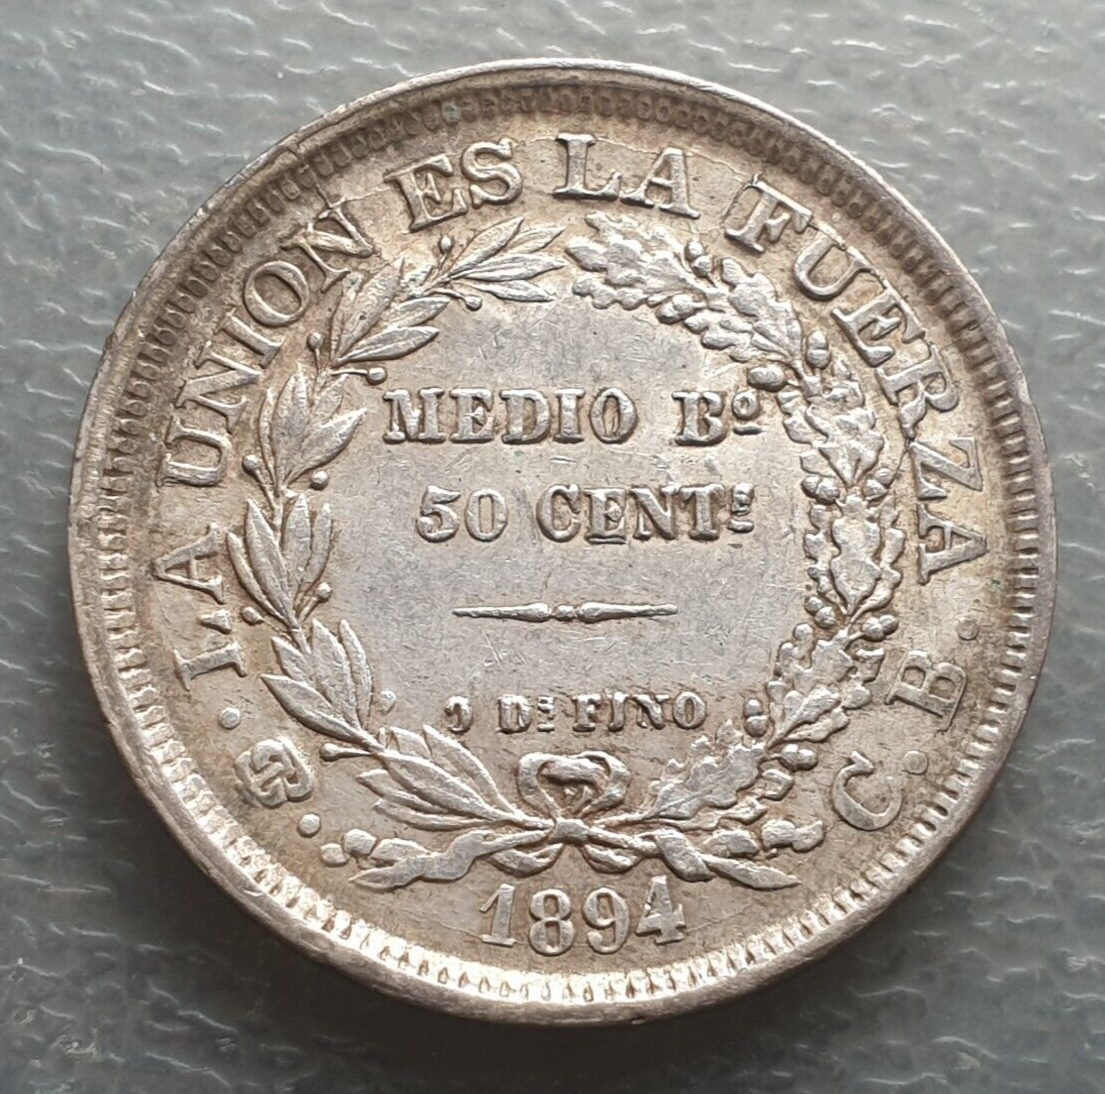 LA UNION ES LA FUERZA
MEDIO Bº
50 CENTS
9 DS FINO
C. B.
1894